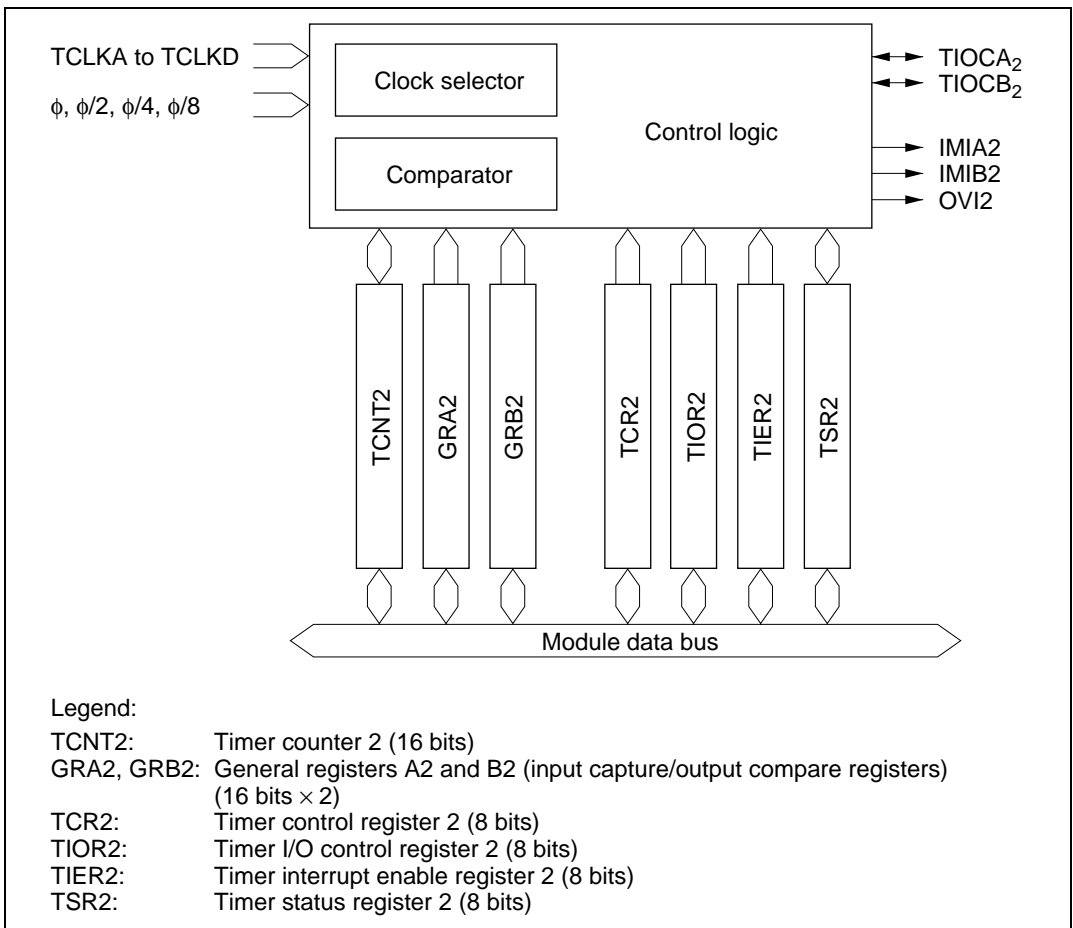 TCLKA to TCLKD
ϕ, ϕ/2, ϕ/4, ϕ/8
Clock selector
Comparator
Control logic
TIOCA2
TIOCB2
IMIA2
IMIB2
OVI2
TCNT2
GRA2
GRB2
TCR2
TIOR2
TIER2
TSR2
Module data bus
Legend:
TCNT2: Timer counter 2 (16 bits)
GRA2, GRB2: General registers A2 and B2 (input capture/output compare registers)
(16 bits × 2)
TCR2: Timer control register 2 (8 bits)
TIOR2: Timer I/O control register 2 (8 bits)
TIER2: Timer interrupt enable register 2 (8 bits)
TSR2: Timer status register 2 (8 bits)